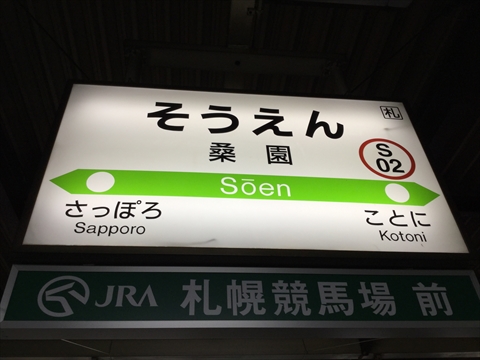 そうえん
札
桑園
S
02
Sōen
さっぽろ
Sapporo
ことに
Kotoni
JRA 札幌競馬場 前